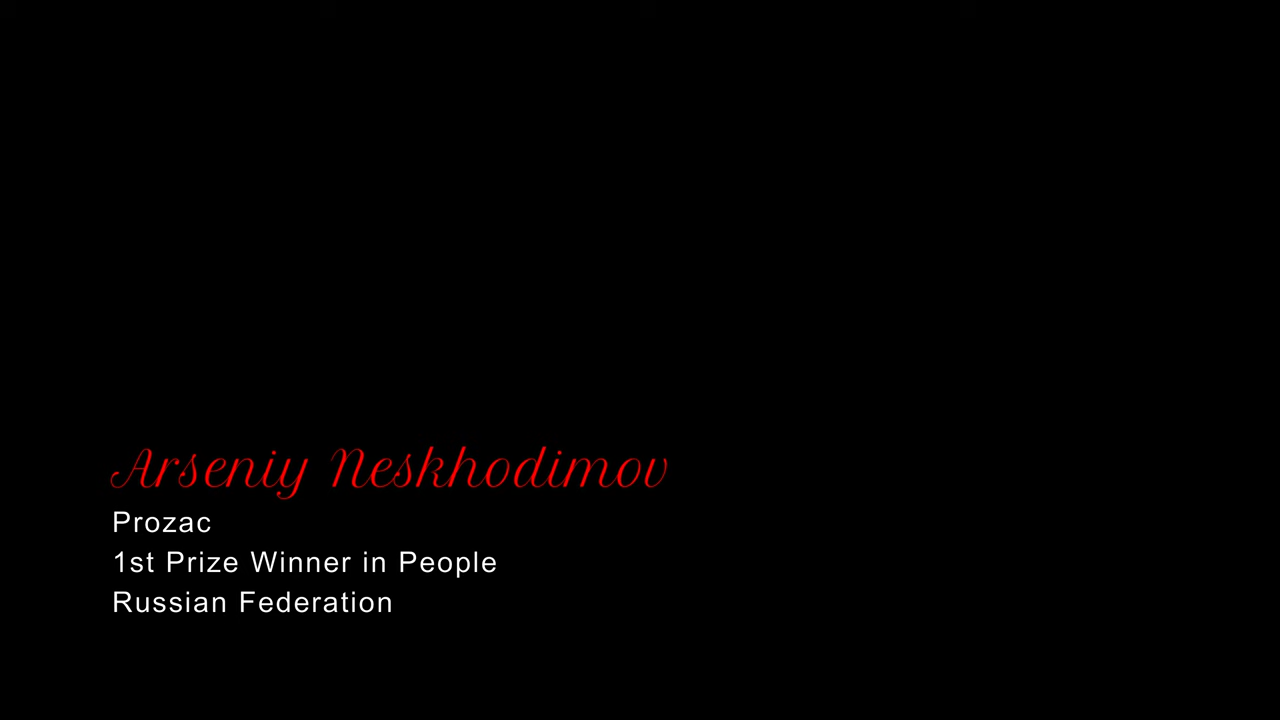 Arseniy Neskhodimov
Prozac
1st Prize Winner in People
Russian Federation